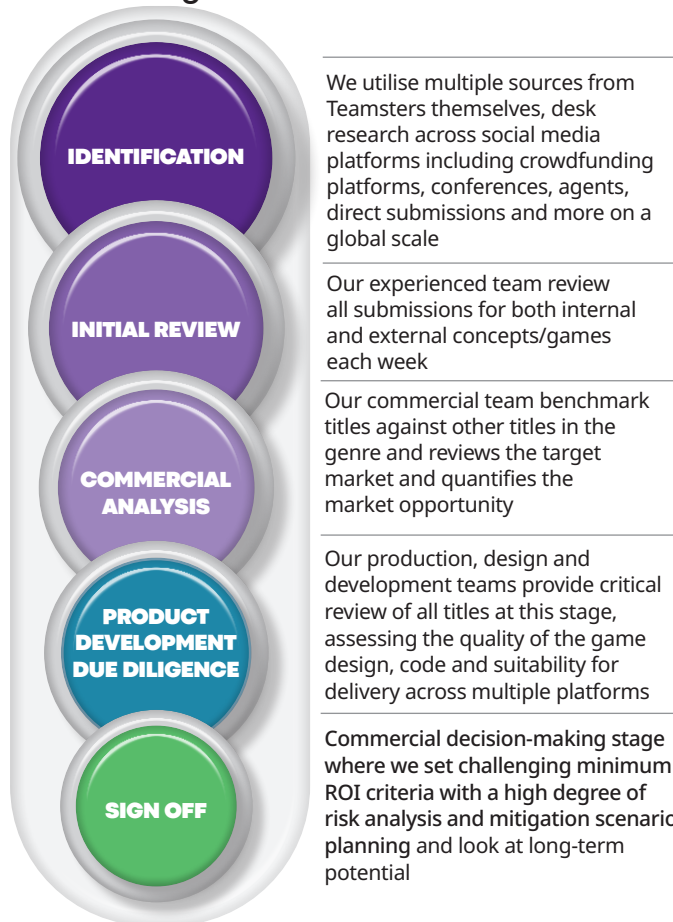 IDENTIFICATION
We utilise multiple sources from
Teamsters themselves, desk
research across social media
platforms including crowdfunding
platforms, conferences, agents,
direct submissions and more on a
global scale
INITIAL REVIEW
Our experienced team review
all submissions for both internal
and external concepts/games
each week
COMMERCIAL
ANALYSIS
Our commercial team benchmark
titles against other titles in the
genre and reviews the target
market and quantifies the
market opportunity
PRODUCT
DEVELOPMENT
DUE DILIGENCE
Our production, design and
development teams provide critical
review of all titles at this stage,
assessing the quality of the game
design, code and suitability for
delivery across multiple platforms
SIGN OFF
Commercial decision-making stage
where we set challenging minimum
ROI criteria with a high degree of
risk analysis and mitigation scenario
planning and look at long-term
potential